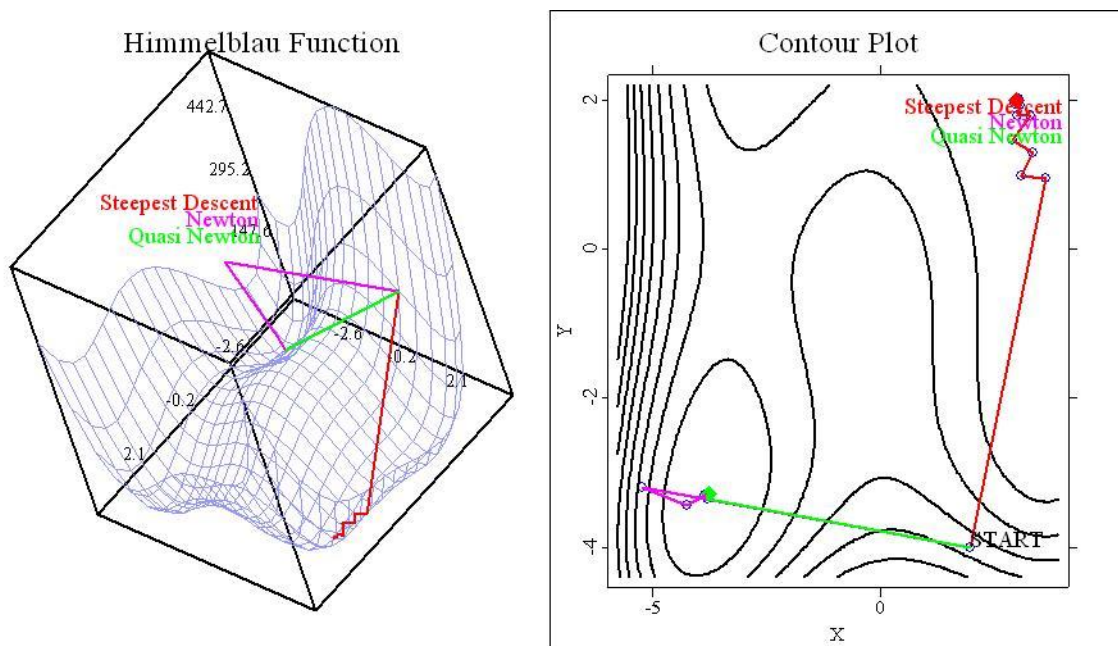 Himmelblau Function
442.7
295.2
Steepest Descent
Newton
147.6
Quasi Newton
-2.6
-2.6
-0.2
2.1
-0.2
2.1
Contour Plot
2
Steepest Descent
Newton
Quasi Newton
0
Y
-2
-4
START
-5
0
X